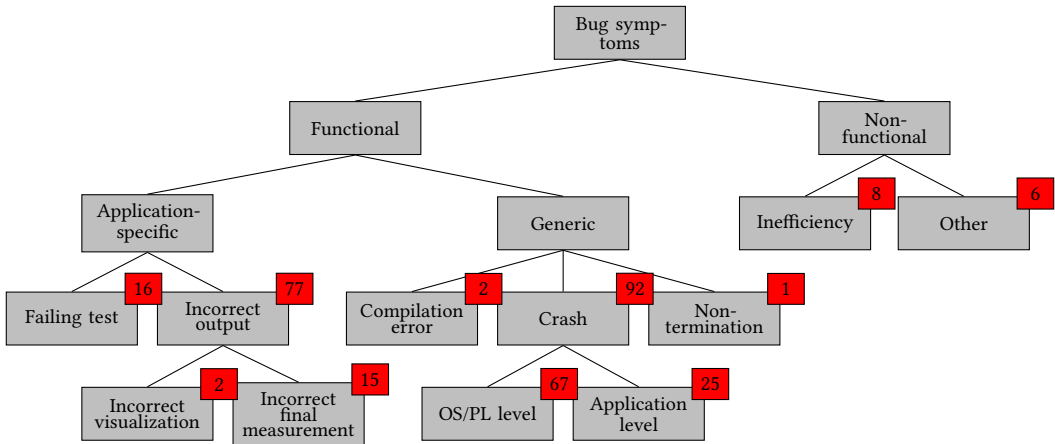 Bug symp-
toms
Functional
Non-
functional
Application-
specific
Generic
8
Inefficiency
6
Other
16
Failing test
77
Incorrect
output
2
Compilation
error
92
Crash
1
Non-
termination
2
Incorrect
visualization
15
Incorrect
final
measurement
67
OS/PL level
25
Application
level